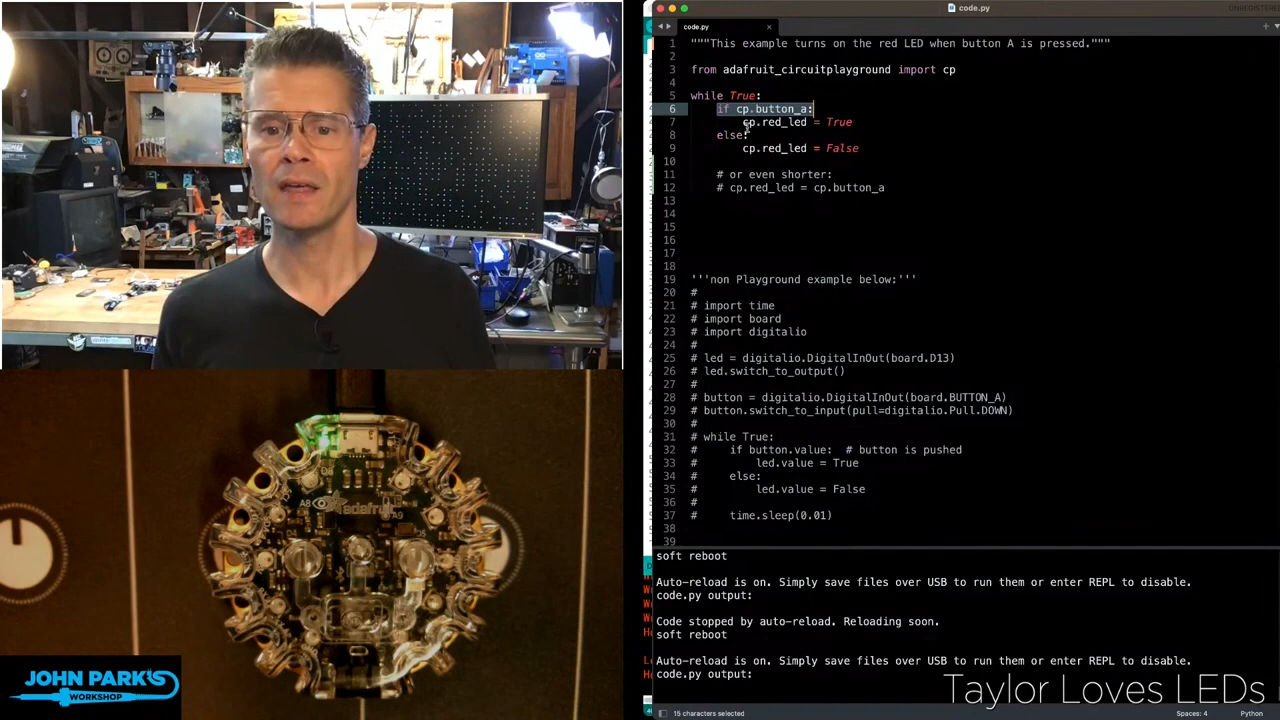 code.py
UNREGISTERED
code.py
1 """This example turns on the red LED when button A is pressed."""
2
3 from adafruit_circuitplayground import cp
4
5 while True:
6 if cp.button_a:
7 cp.red_led = True
8 else:
9 cp.red_led = False
10
11 # or even shorter:
12 # cp.red_led = cp.button_a
13
14
15
16
17
18
19 '''non Playground example below:'''
20 #
21 # import time
22 # import board
23 # import digitalio
24 #
25 # led = digitalio.DigitalInOut(board.D13)
26 # led.switch_to_output()
27 #
28 # button = digitalio.DigitalInOut(board.BUTTON_A)
29 # button.switch_to_input(pull=digitalio.Pull.DOWN)
30 #
31 # while True:
32 # if button.value: # button is pushed
33 # led.value = True
34 # else:
35 # led.value = False
36 #
37 # time.sleep(0.01)
38
39
soft reboot
Auto-reload is on. Simply save files over USB to run them or enter REPL to disable.
code.py output:
Code stopped by auto-reload. Reloading soon.
soft reboot
Auto-reload is on. Simply save files over USB to run them or enter REPL to disable.
code.py output:
Taylor Loves LEDs
15 characters selected
Spaces: 4
Python
D8
A8
adafruit
A9
D5
JOHN PARK'S
WORKSHOP